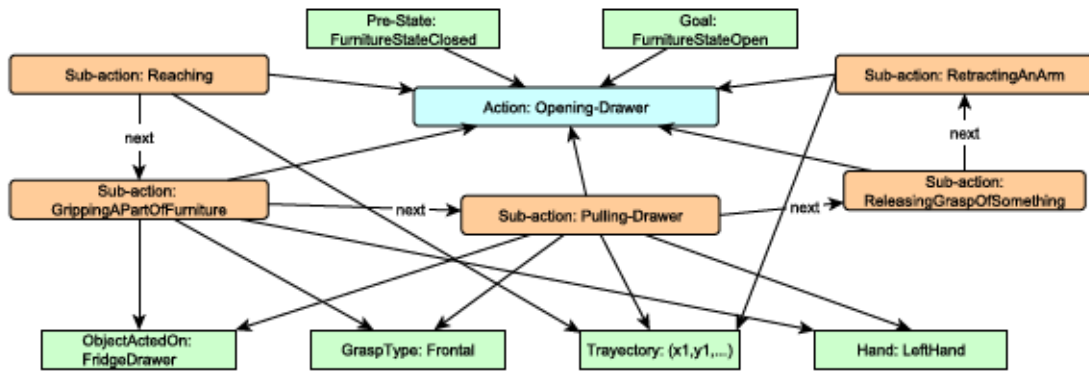 Pre-State:
FurnitureStateClosed
Goal:
FurnitureStateOpen
Sub-action: Reaching
Sub-action: RetractingAnArm
Action: Opening-Drawer
next
next
Sub-action:
GrippingAPartOfFurniture
Sub-action:
ReleasingGraspOfSomething
next
Sub-action: Pulling-Drawer
next
ObjectActedOn:
FridgeDrawer
GraspType: Frontal
Trayectory: (x1,y1,...)
Hand: LeftHand